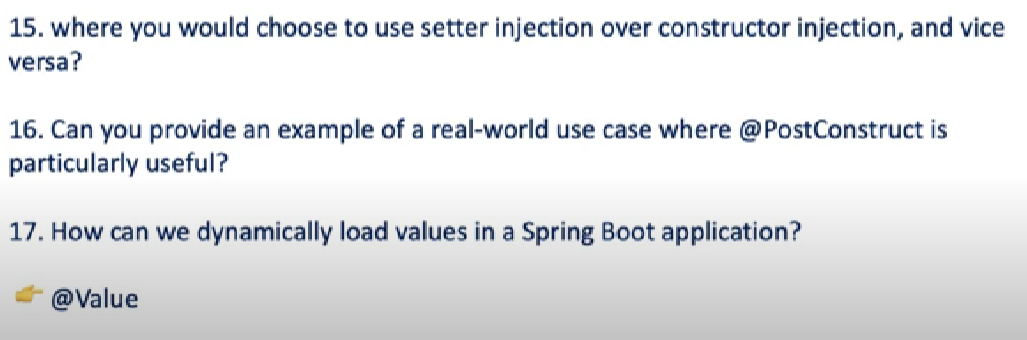 15. where you would choose to use setter injection over constructor injection, and vice
versa?
16. Can you provide an example of a real-world use case where @PostConstruct is
particularly useful?
17. How can we dynamically load values in a Spring Boot application?
👉 @Value